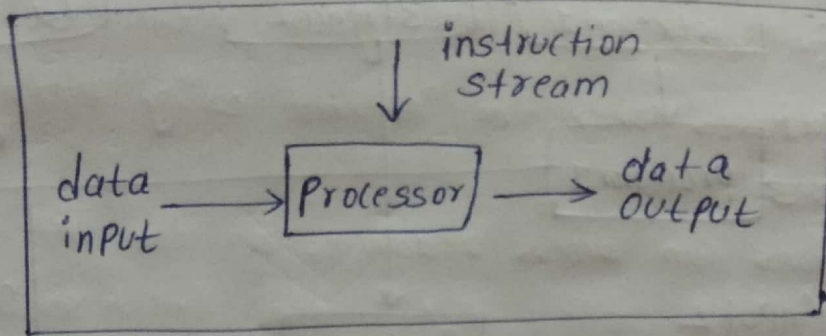 instruction
stream
data
input
Processor
data
output